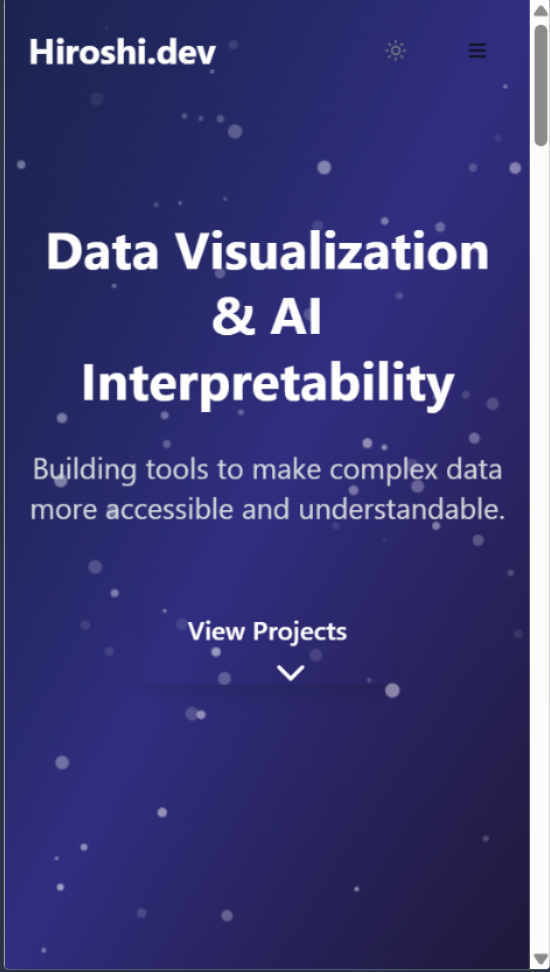 Hiroshi.dev
Data Visualization
& AI
Interpretability
Building tools to make complex data
more accessible and understandable.
View Projects